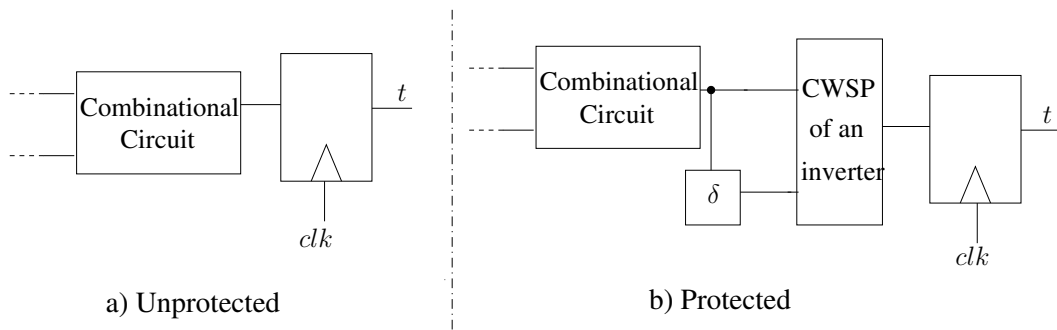 Combinational
Circuit
t
clk
a) Unprotected
Combinational
Circuit
δ
CWSP
of an
inverter
t
clk
b) Protected